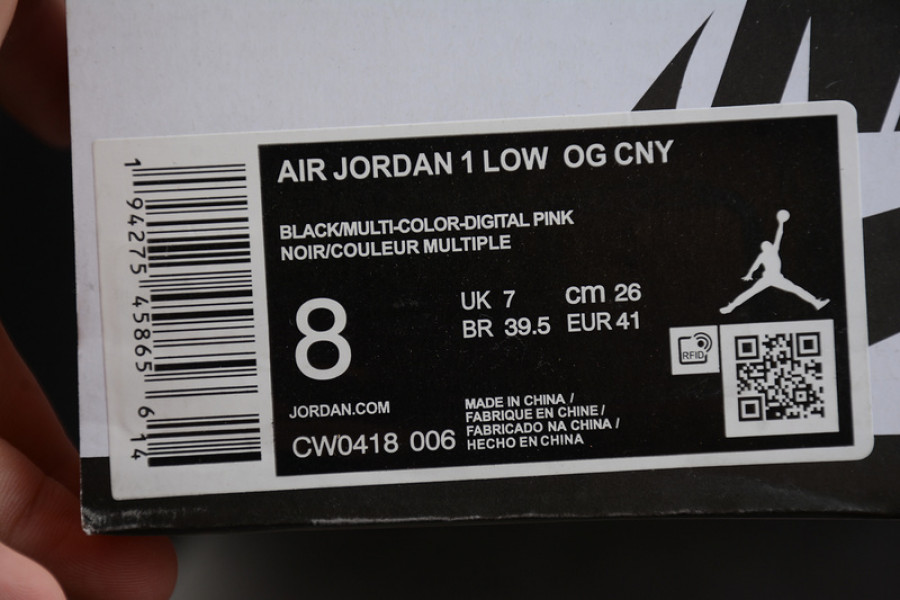 AIR JORDAN 1 LOW OG CNY
BLACK/MULTI-COLOR-DIGITAL PINK
NOIR/COULEUR MULTIPLE
8
UK 7 cm 26
BR 39.5 EUR 41
RFID
JORDAN.COM
CW0418 006
MADE IN CHINA /
FABRIQUE EN CHINE /
FABRICADO NA CHINA /
HECHO EN CHINA
1 94275 45865 6 14